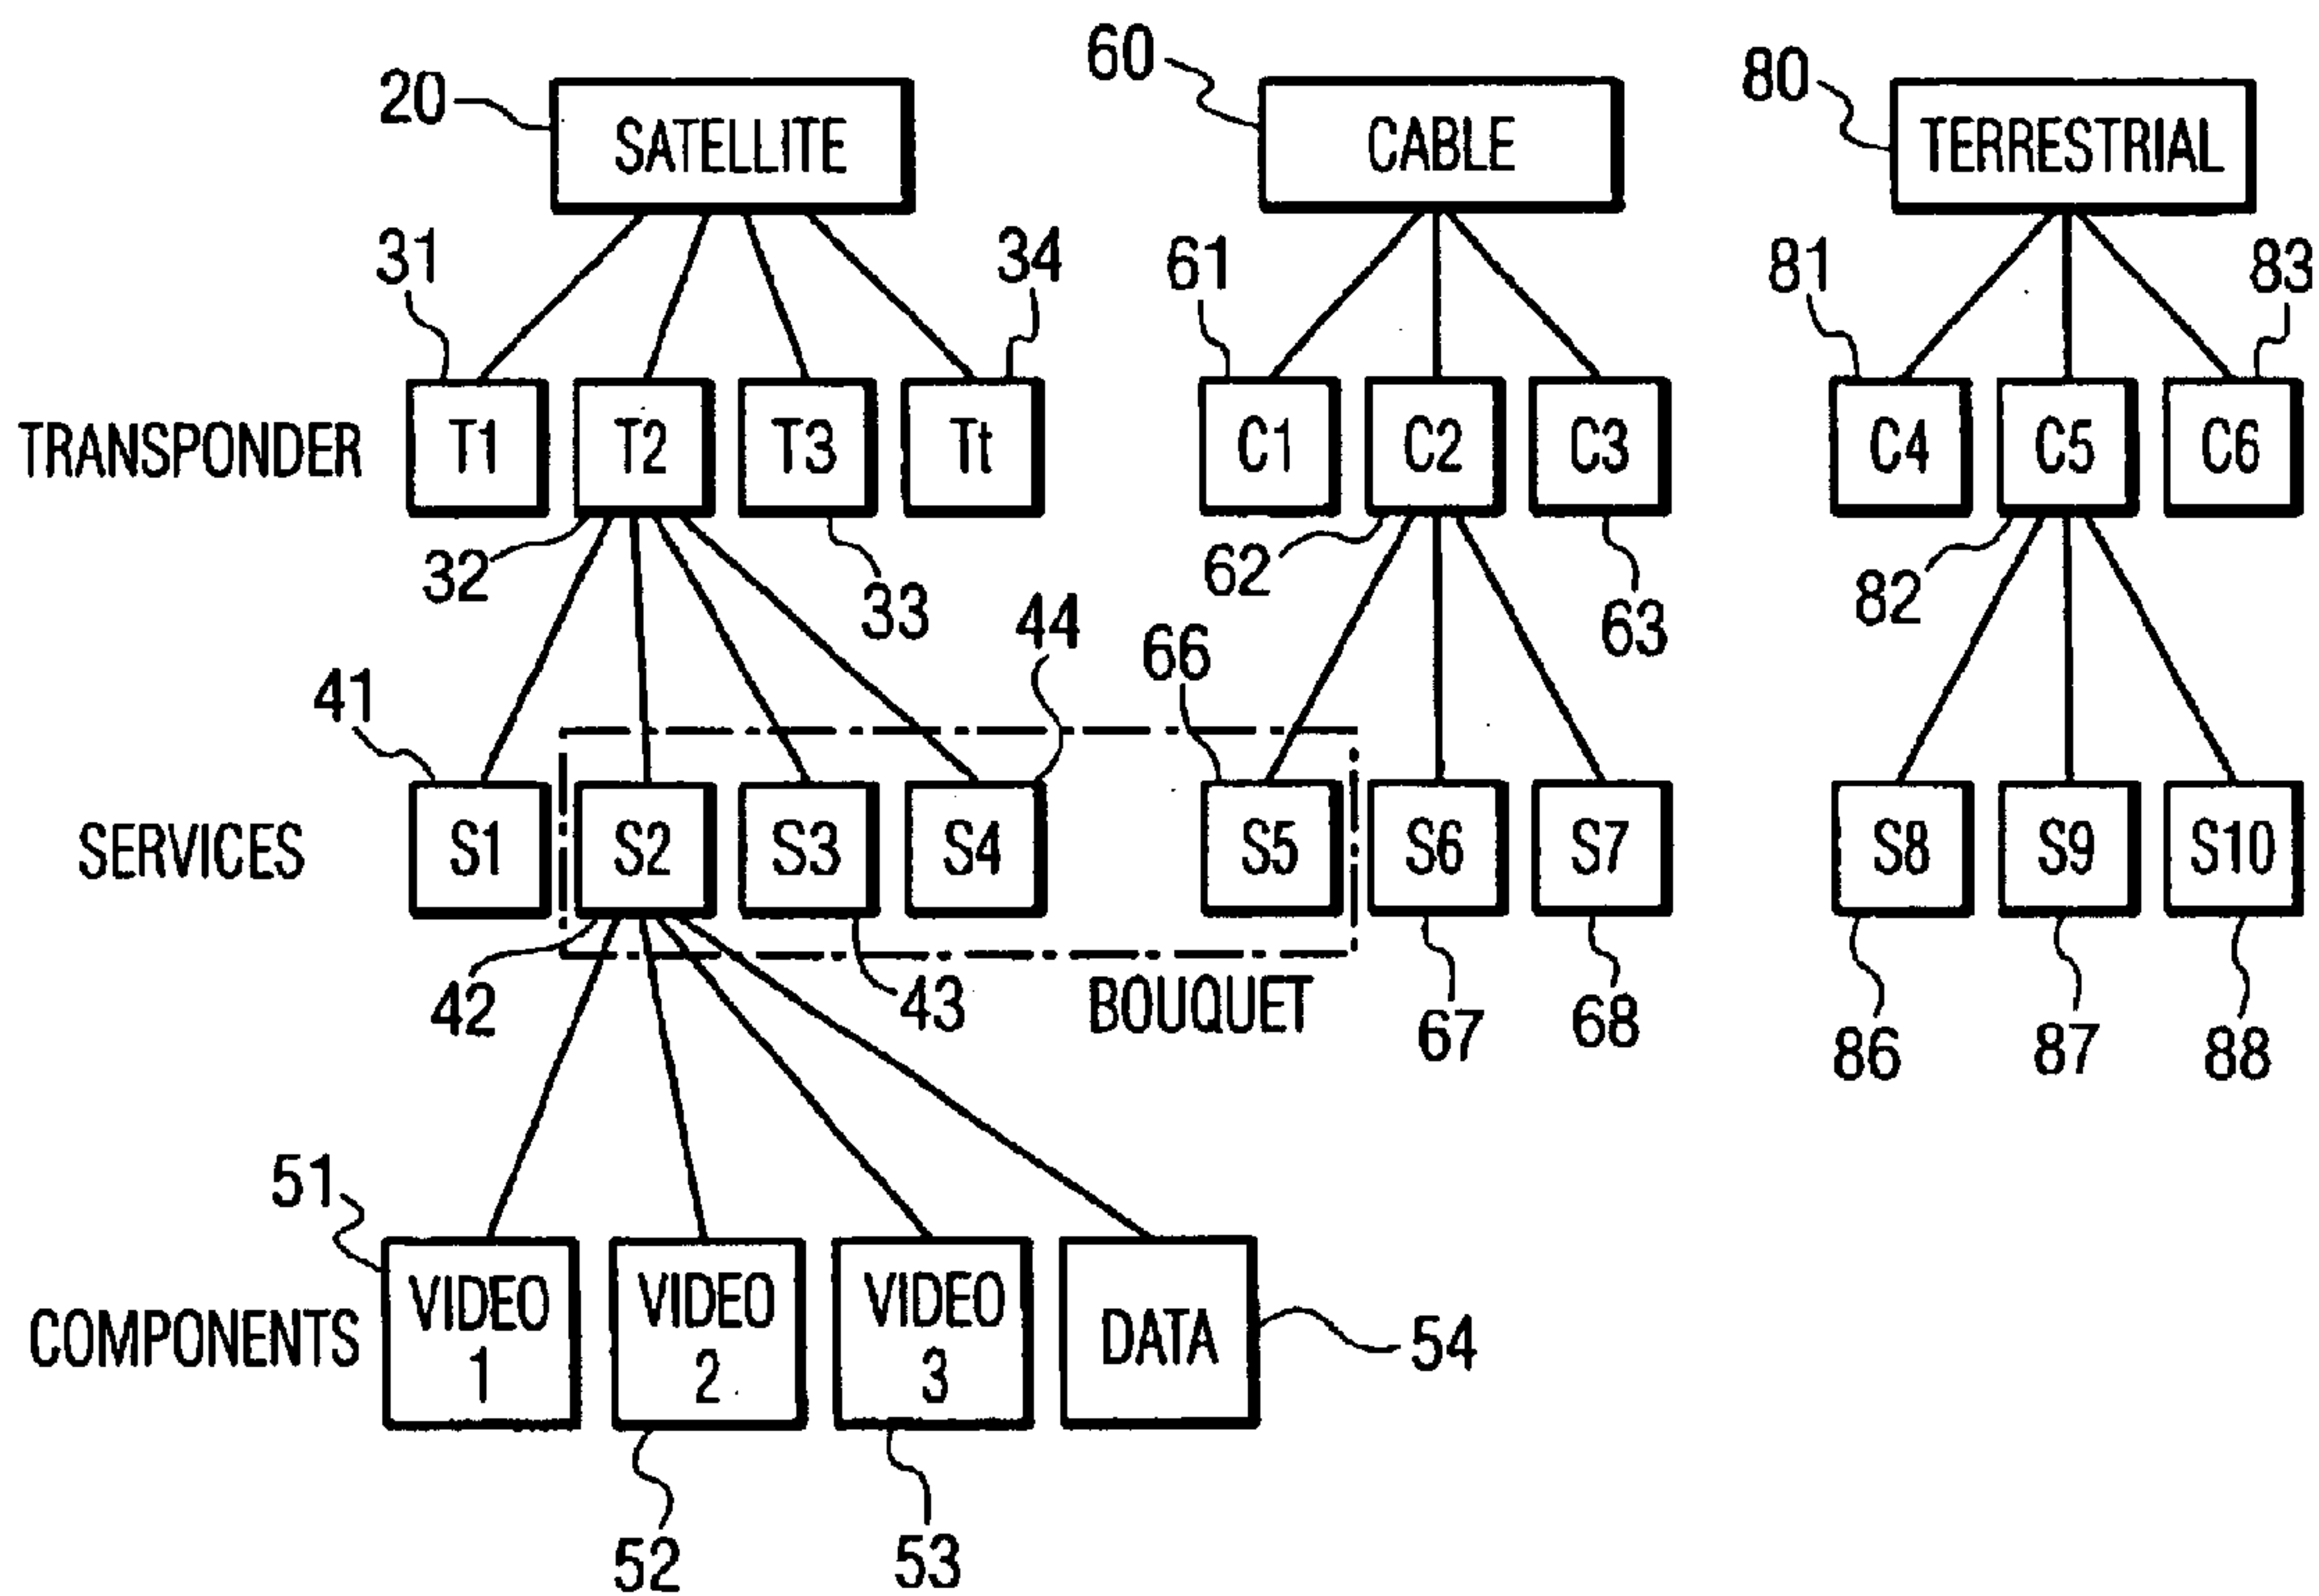 20
SATELLITE
60
CABLE
80
TERRESTRIAL
31
34
61
81
83
TRANSPONDER
T1
T2
T3
Tt
C1
C2
C3
C4
C5
C6
32
33
62
63
82
41
44
66
SERVICES
S1
S2
S3
S4
S5
S6
S7
S8
S9
S10
42
43
BOUQUET
67
68
86
87
88
51
COMPONENTS
VIDEO
1
VIDEO
2
VIDEO
3
DATA
54
52
53